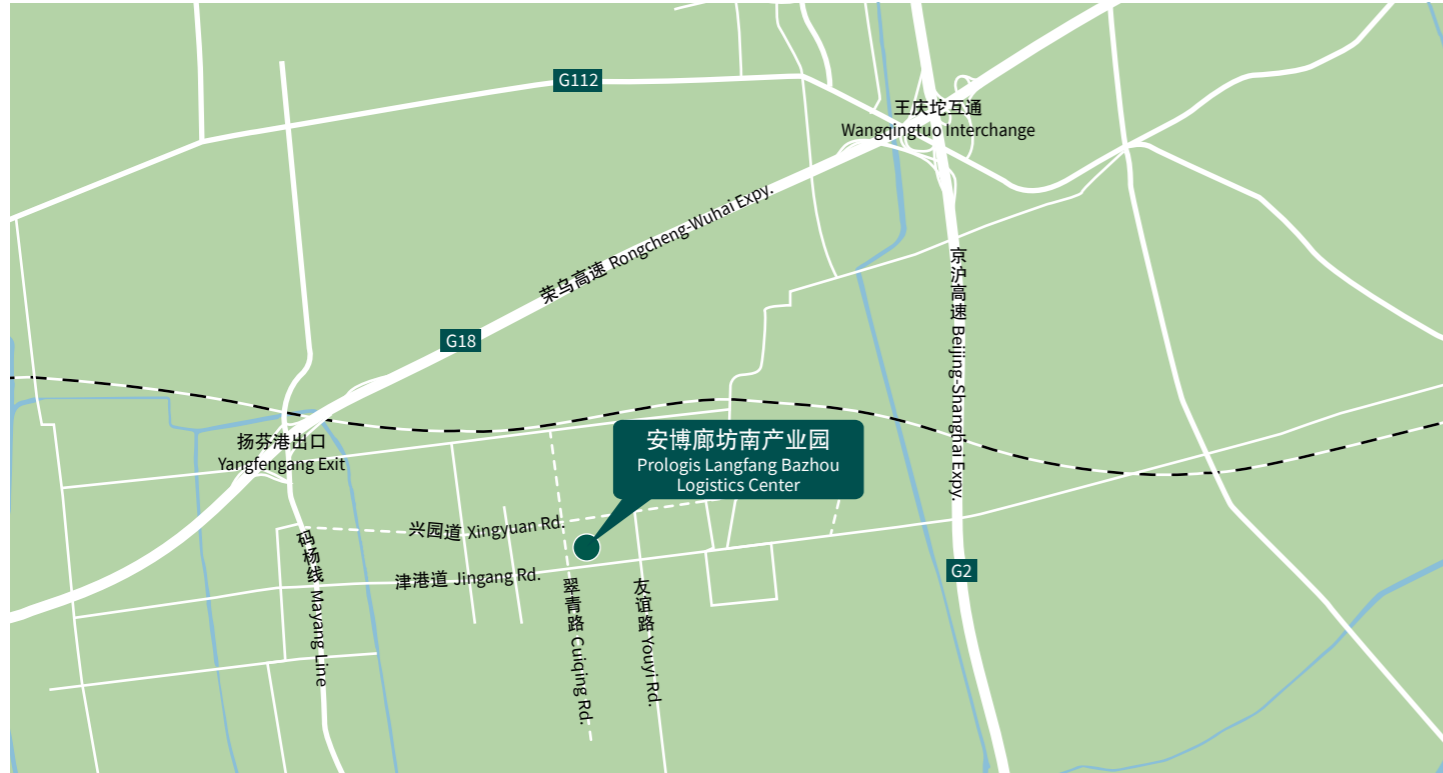 G112
王庆坨互通
Wangqingtuo Interchange
荣乌高速 Rongcheng-Wuhai Expy.
京沪高速 Beijing-Shanghai Expy.
G18
扬芬港出口
Yangfengang Exit
安博廊坊南产业园
Prologis Langfang Bazhou
Logistics Center
兴园道 Xingyuan Rd.
津港道 Jingang Rd.
码杨线 Mayang Line
翠青路 Cuiqing Rd.
友谊路 Youyi Rd.
G2